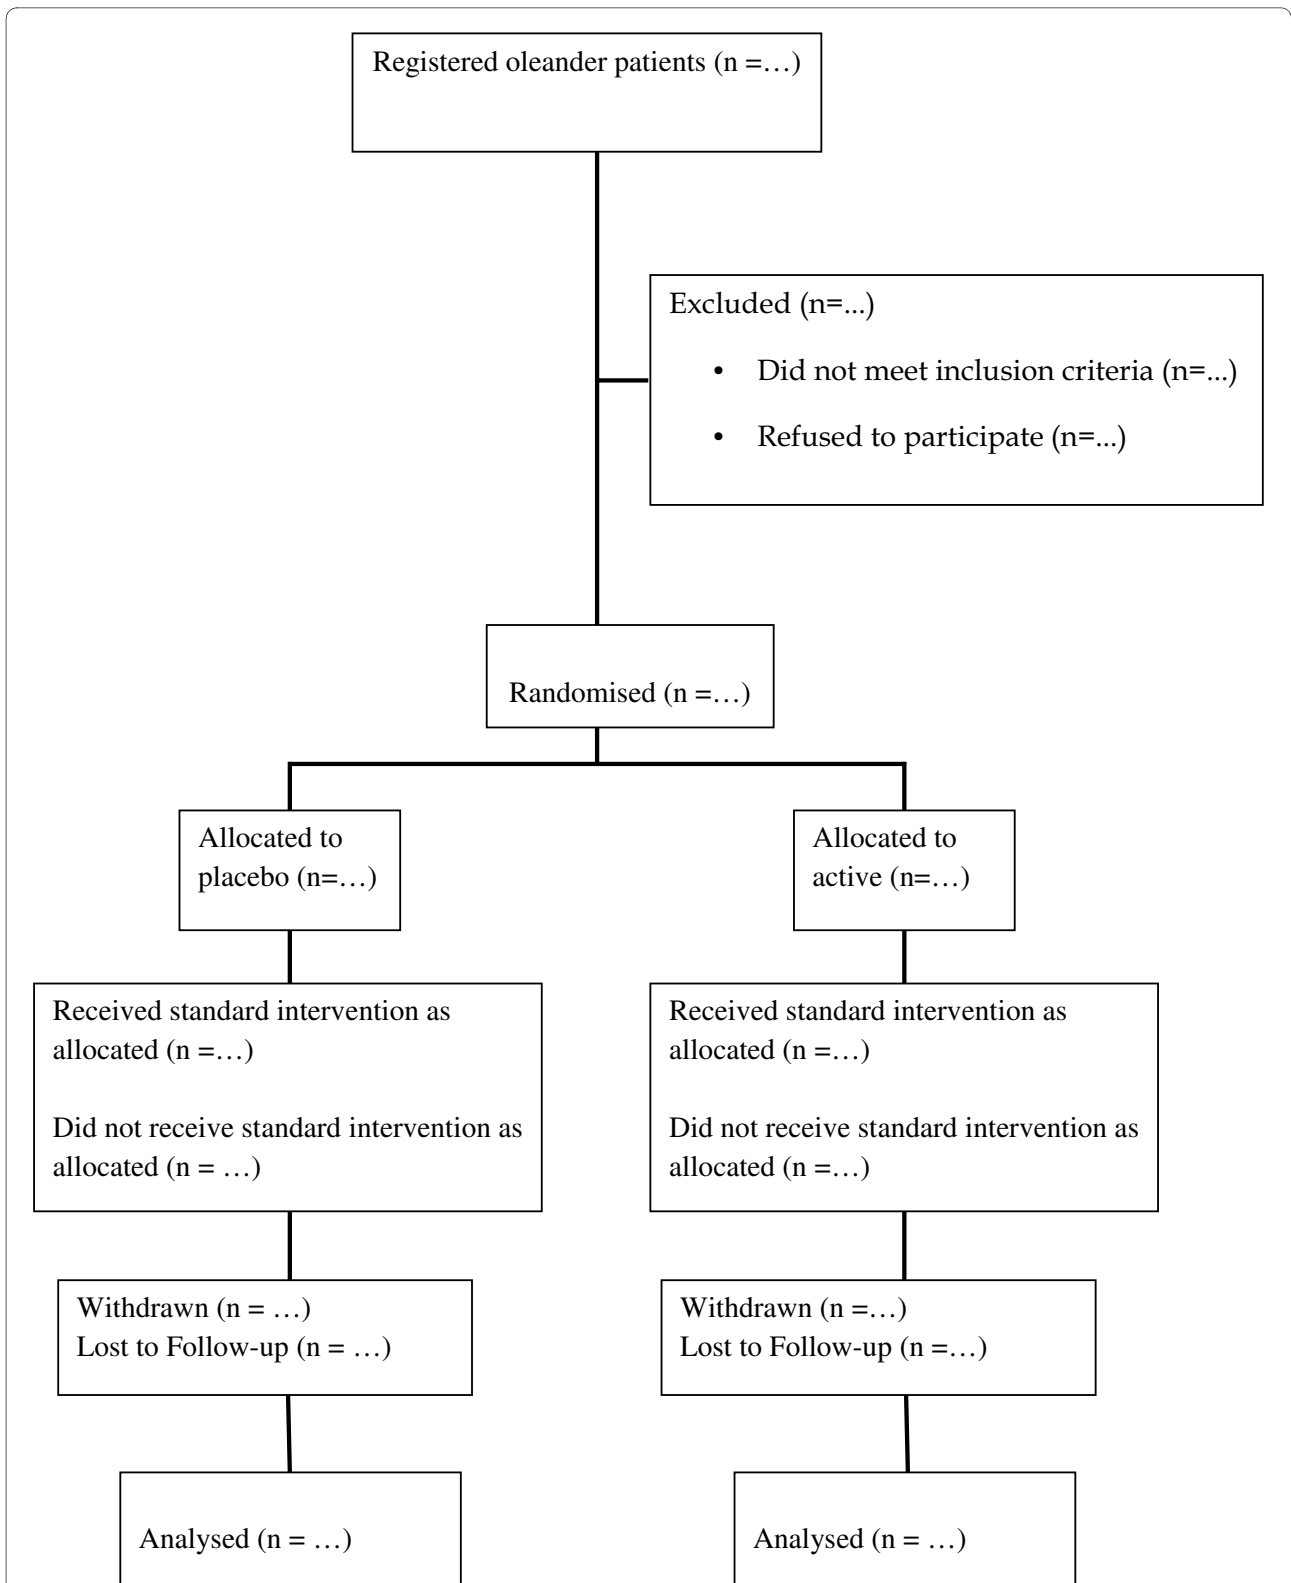 Registered oleander patients (n =…)
Excluded (n=...)
• Did not meet inclusion criteria (n=...)
• Refused to participate (n=...)
Randomised (n =…)
Allocated to
placebo (n=…)
Allocated to
active (n=…)
Received standard intervention as
allocated (n =…)
Did not receive standard intervention as
allocated (n = …)
Received standard intervention as
allocated (n =…)
Did not receive standard intervention as
allocated (n =…)
Withdrawn (n = …)
Lost to Follow-up (n = …)
Withdrawn (n =…)
Lost to Follow-up (n =…)
Analysed (n = …)
Analysed (n = …)